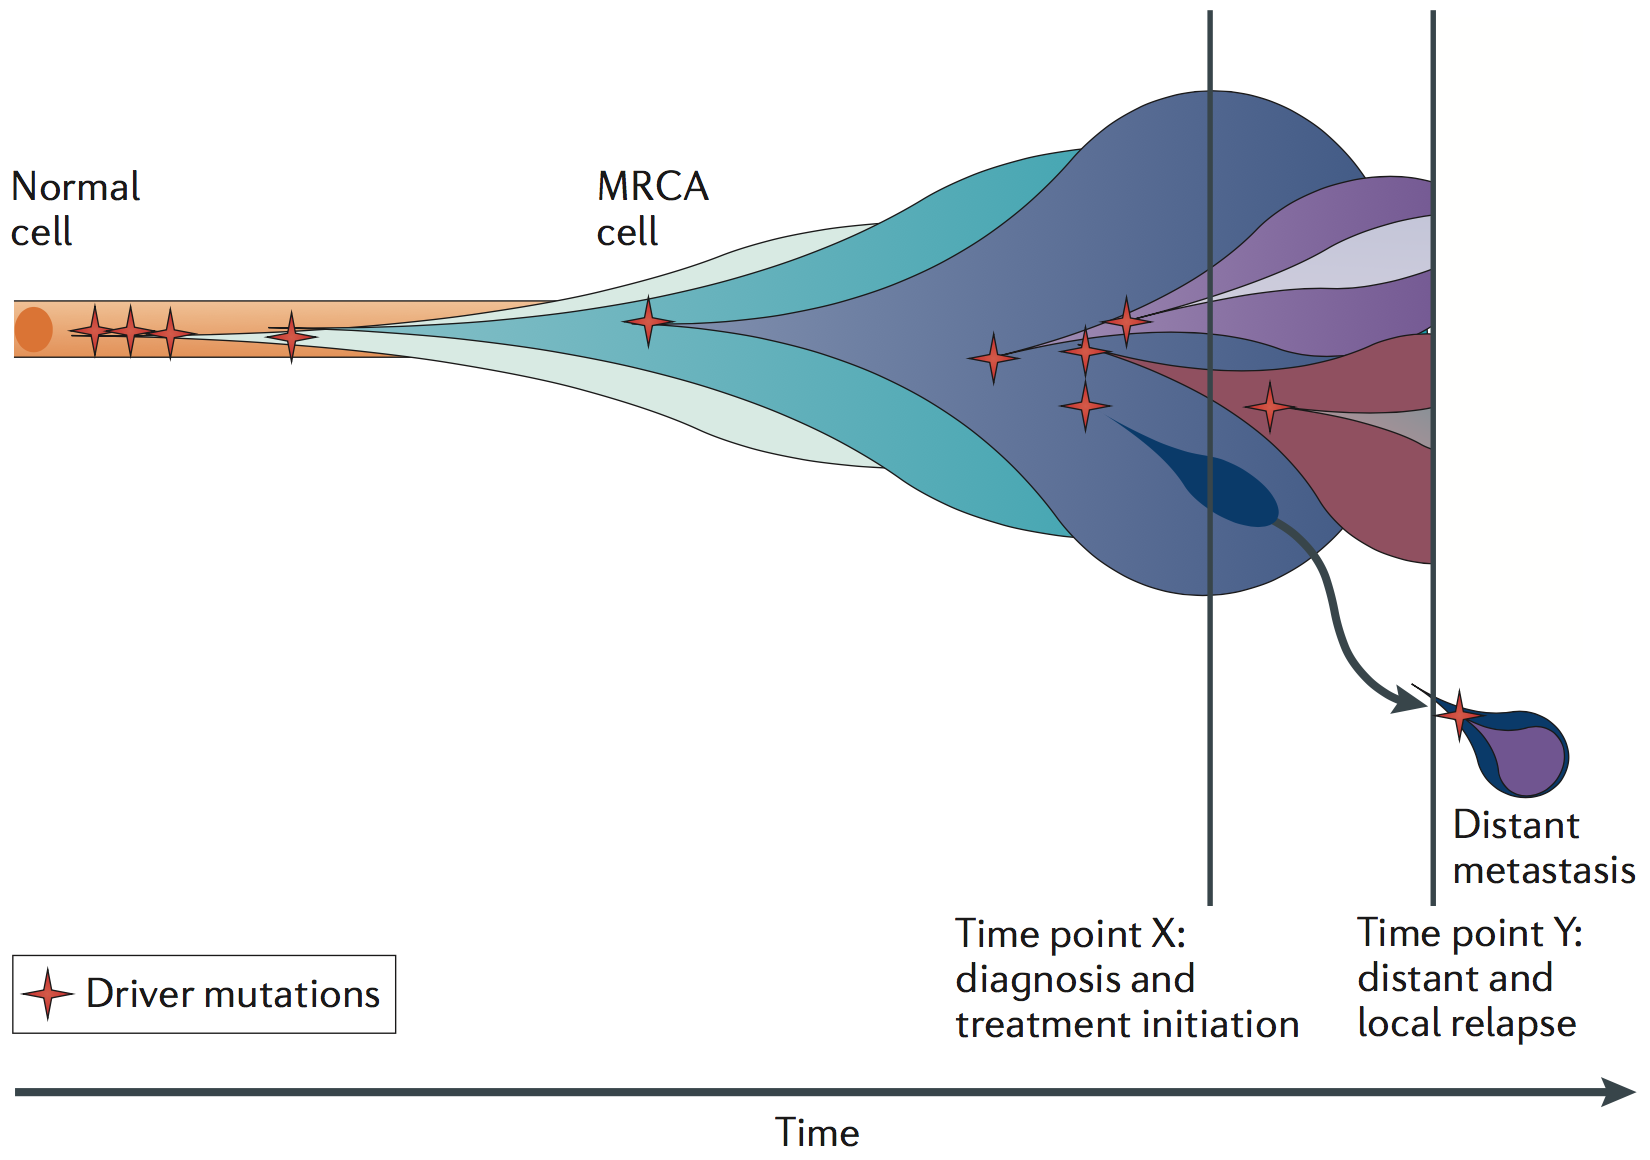 Normal
cell
MRCA
cell
Distant
metastasis
Time point X:
diagnosis and
treatment initiation
Time point Y:
distant and
local relapse
Driver mutations
Time